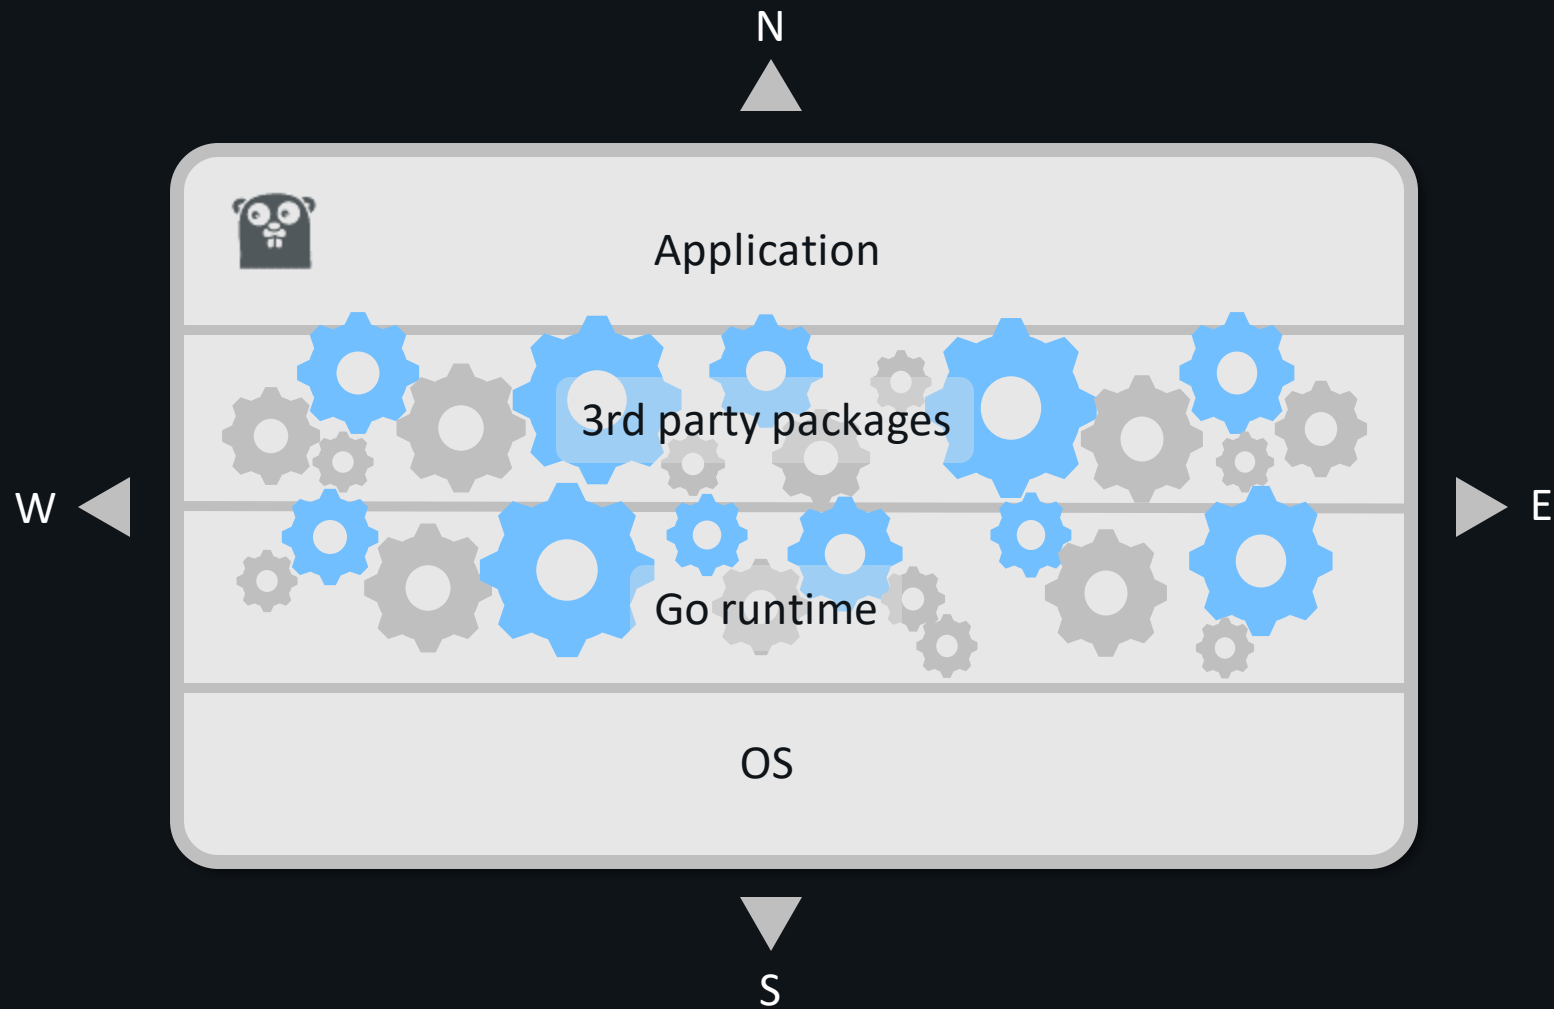 N
Application
3rd party packages
W
E
Go runtime
OS
S